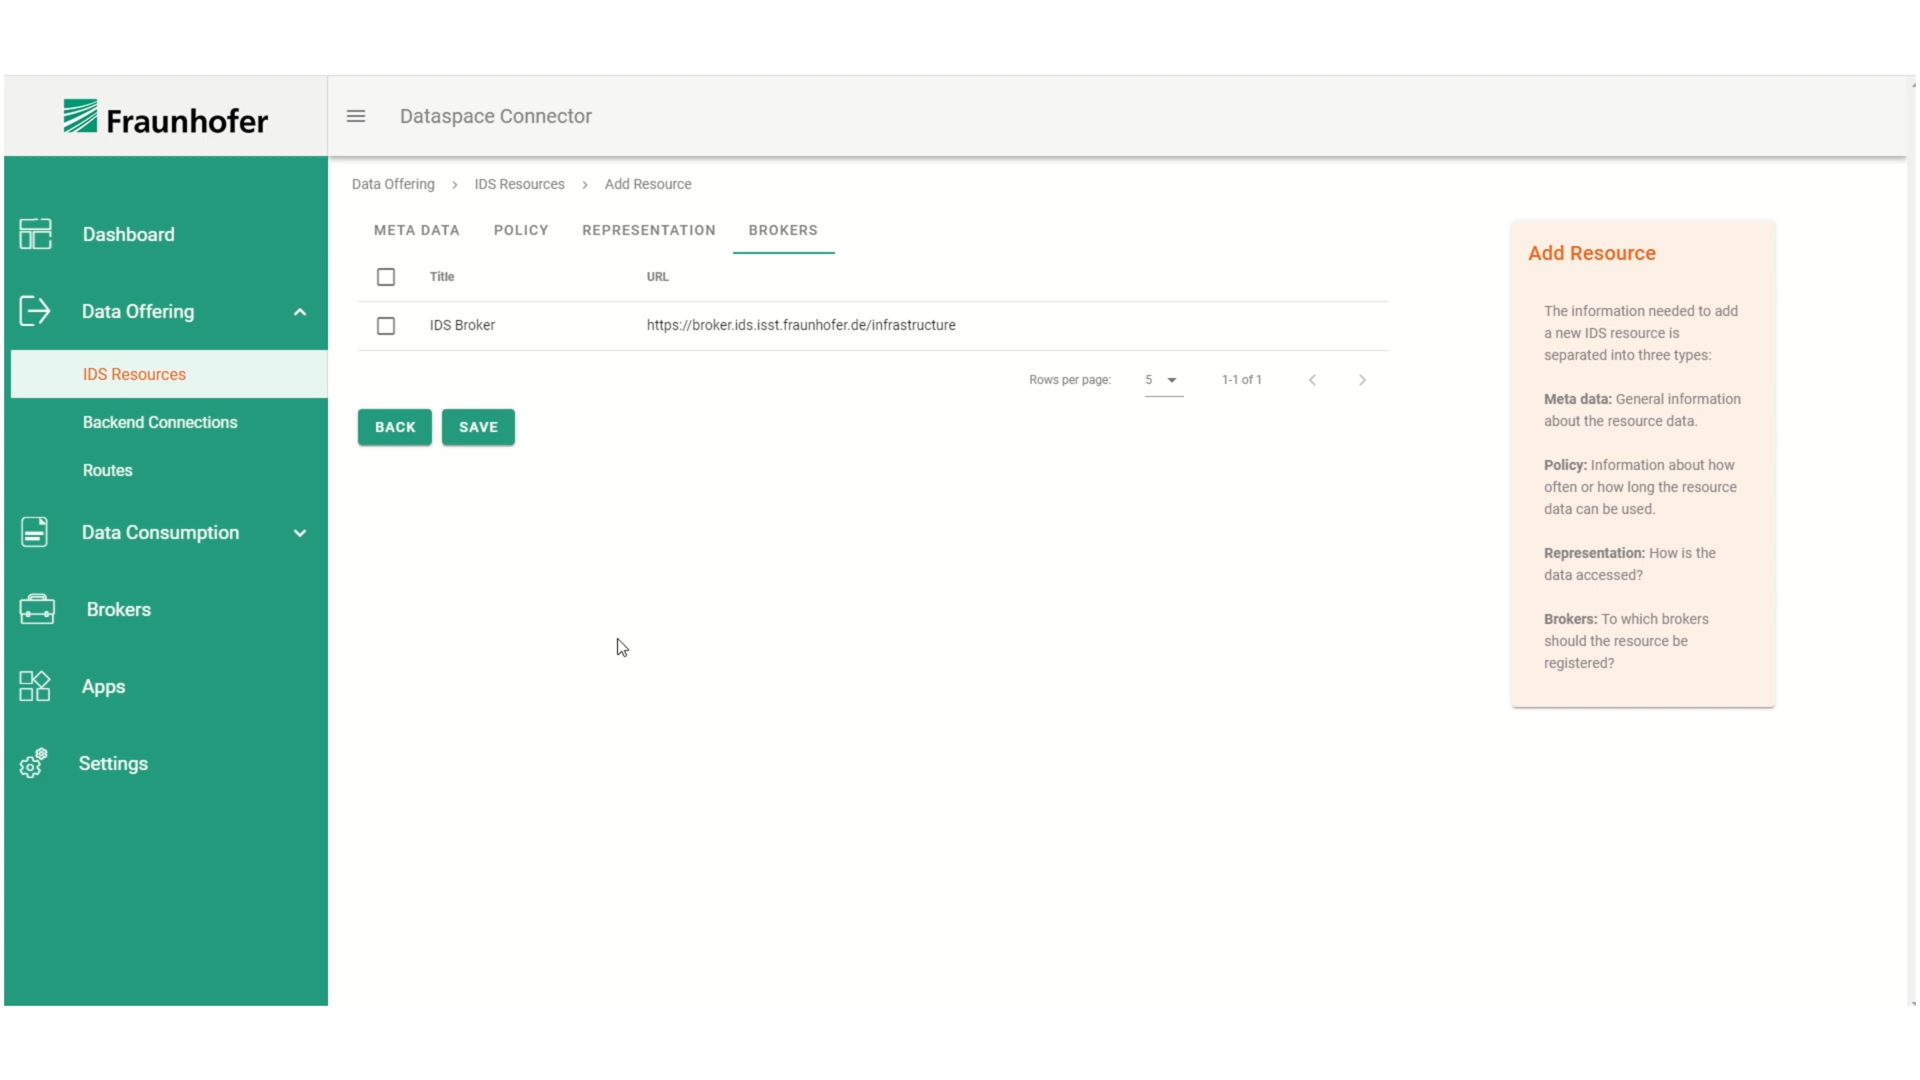 Fraunhofer
Dataspace Connector
Data Offering > IDS Resources > Add Resource
Dashboard
Data Offering
IDS Resources
Backend Connections
Routes
Data Consumption
Brokers
Apps
Settings
META DATA POLICY REPRESENTATION BROKERS
Title URL
IDS Broker https://broker.ids.isst.fraunhofer.de/infrastructure
Rows per page: 5 1-1 of 1
BACK SAVE
Add Resource
The information needed to add
a new IDS resource is
separated into three types:
Meta data: General information
about the resource data.
Policy: Information about how
often or how long the resource
data can be used.
Representation: How is the
data accessed?
Brokers: To which brokers
should the resource be
registered?